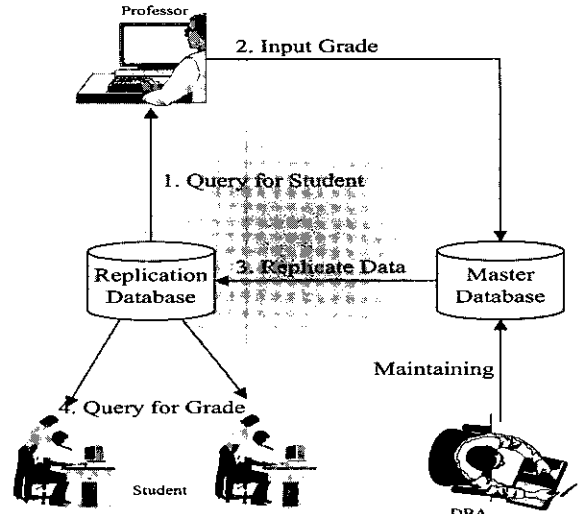 Professor
2. Input Grade
1. Query for Student
3. Replicate Data
Replication
Database
Master
Database
Maintaining
4. Query for Grade
Student
DBA